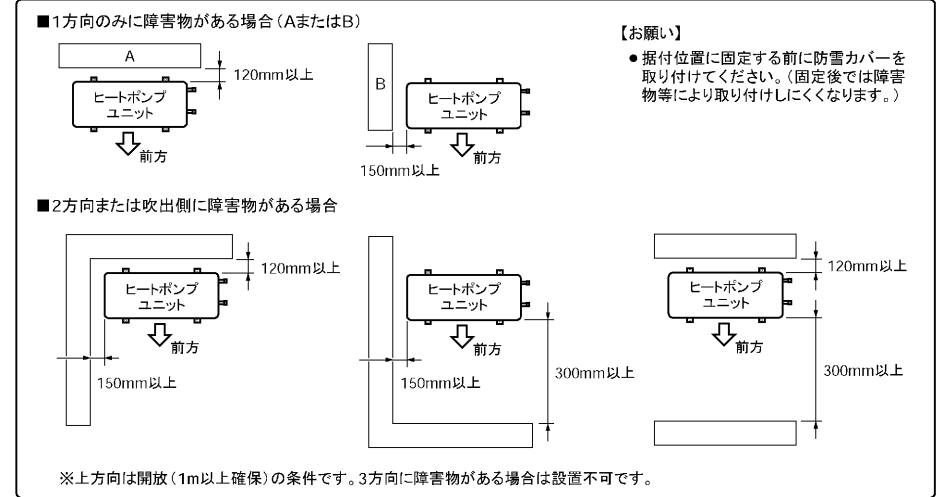 ■1方向のみに障害物がある場合（AまたはB）
A
120mm以上
ヒートポンプ
ユニット
前方
B
ヒートポンプ
ユニット
前方
150mm以上
【お願い】
●据付位置に固定する前に防雪カバーを
取り付けてください。（固定後では障害
物等により取り付けしにくくなります。）
■2方向または吹出側に障害物がある場合
120mm以上
ヒートポンプ
ユニット
前方
150mm以上
ヒートポンプ
ユニット
前方
150mm以上
300mm以上
120mm以上
ヒートポンプ
ユニット
前方
300mm以上
※上方向は開放（1m以上確保）の条件です。3方向に障害物がある場合は設置不可です。